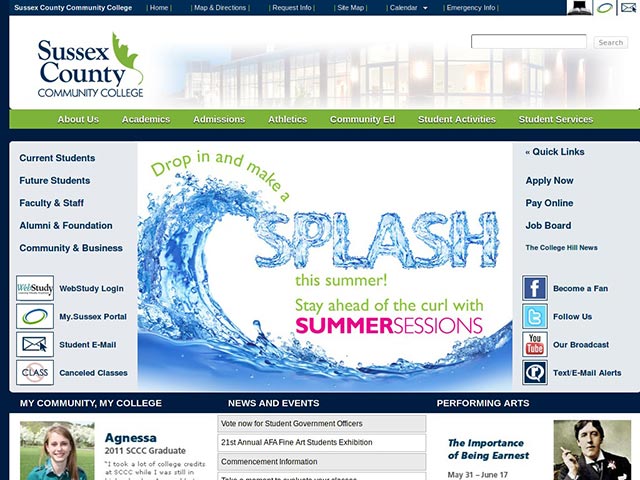 Sussex County Community College | Home | | Map & Directions | | Request Info | | Site Map | | Calendar | Emergency Info |
Sussex
County
COMMUNITY COLLEGE
Search
About Us Academics Admissions Athletics Community Ed Student Activities Student Services
Current Students
Future Students
Faculty & Staff
Alumni & Foundation
Community & Business
WebStudy WebStudy Login
My.Sussex Portal
Student E-Mail
CLASS Canceled Classes
Drop in and make a
SPLASH
this summer!
Stay ahead of the curl with
SUMMERSESSIONS
« Quick Links
Apply Now
Pay Online
Job Board
The College Hill News
Become a Fan
Follow Us
You Tube Our Broadcast
Text/E-Mail Alerts
MY COMMUNITY, MY COLLEGE
Agnessa
2011 SCCC Graduate
"I took a lot of college credits
at SCCC while I was still in
NEWS AND EVENTS
Vote now for Student Government Officers
21st Annual AFA Fine Art Students Exhibition
Commencement Information
Take a moment to evaluate your classes
PERFORMING ARTS
The Importance
of Being Earnest
May 31 – June 17